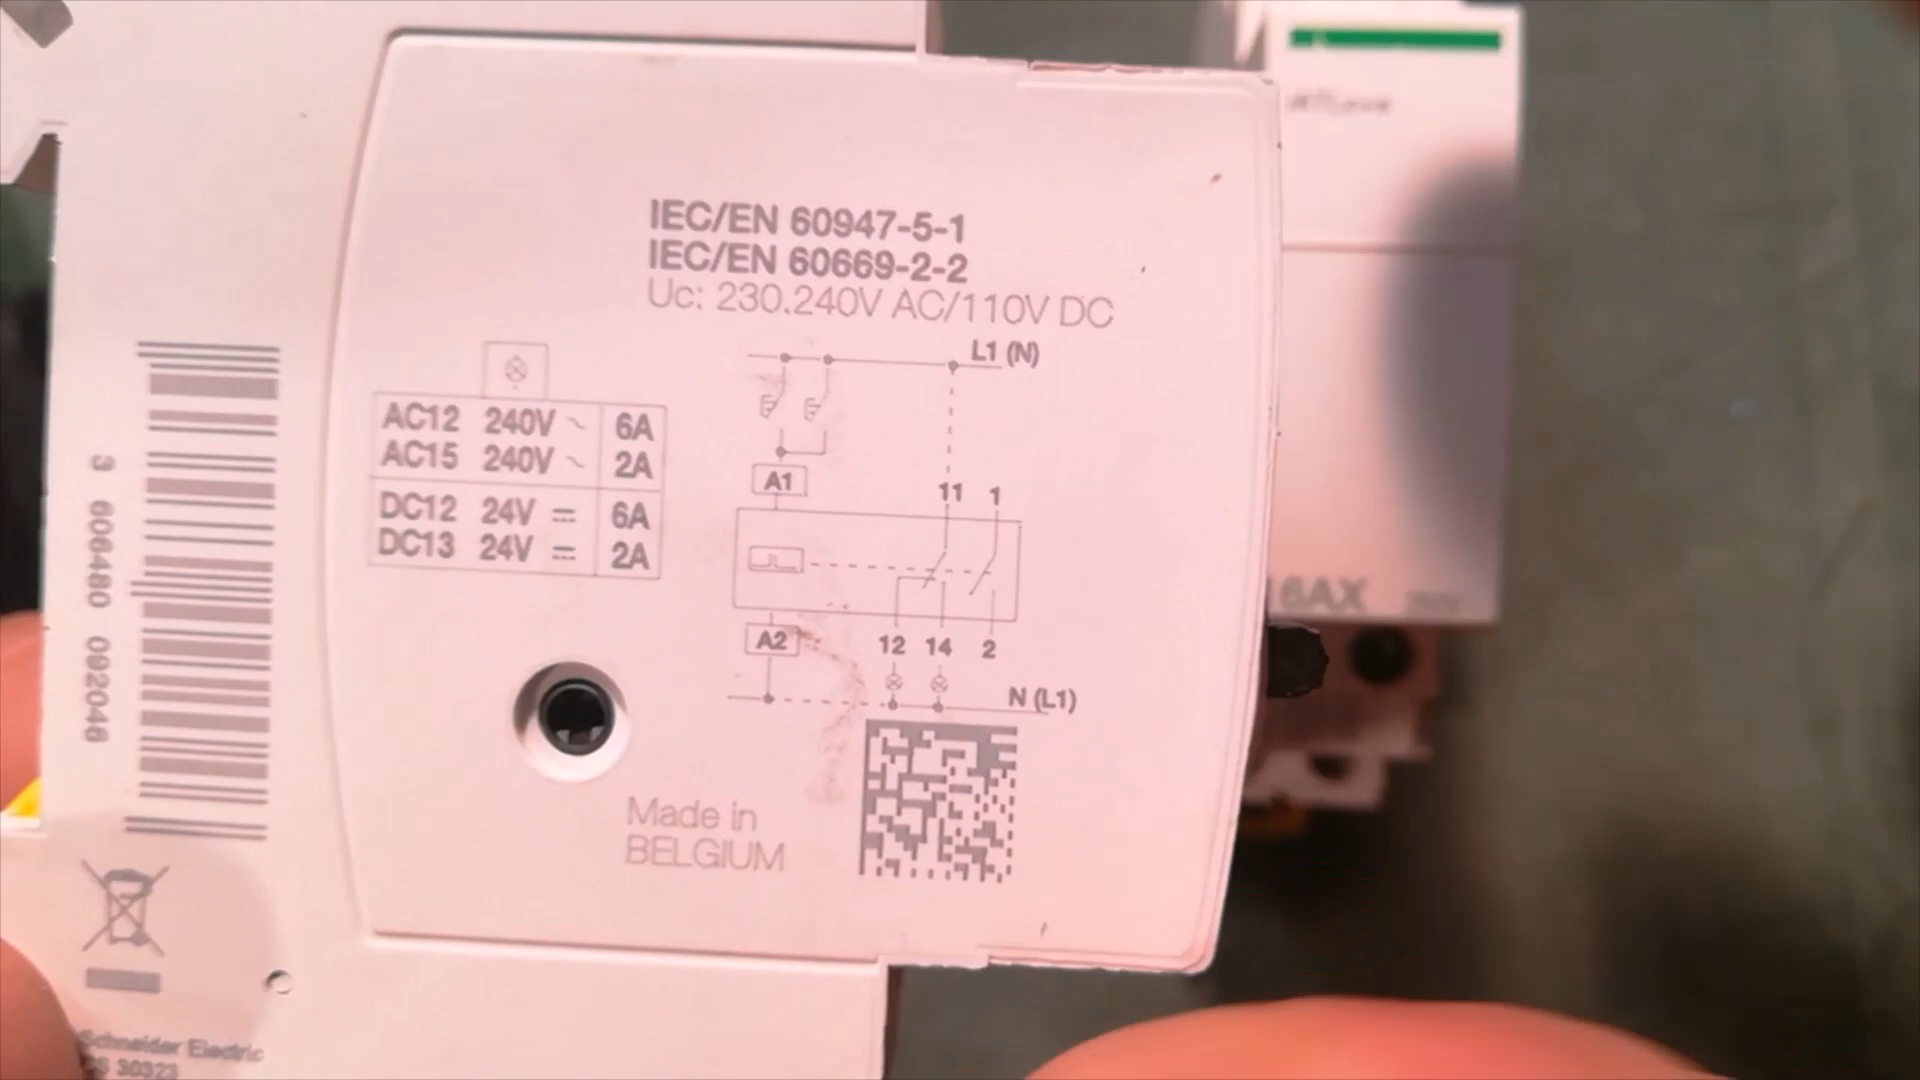 IEC/EN 60947-5-1
IEC/EN 60669-2-2
Uc: 230.240V AC/110V DC
L1 (N)
AC12 240V ~ 6A
AC15 240V ~ 2A
DC12 24V ⎓ 6A
DC13 24V ⎓ 2A
A1
11 1
A2
12 14 2
N (L1)
Made in
BELGIUM
3 606480 092046
Schneider Electric
30323
16AX